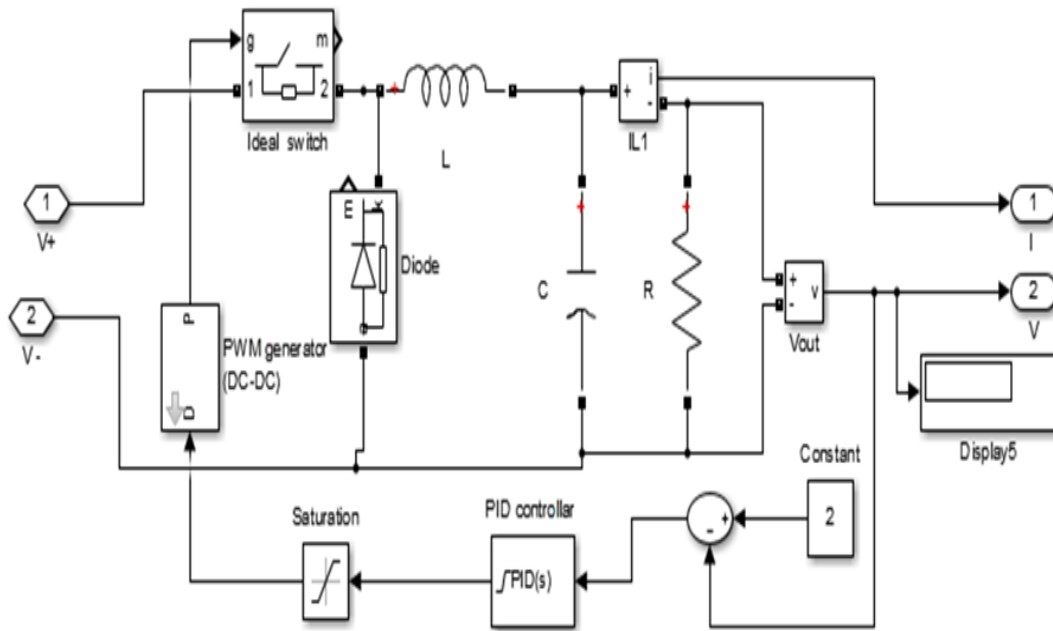 g
m
1
2
Ideal switch
+
L
+
i
-
IL1
1
V+
m
k
a
Diode
2
V -
P
D
PWM generator
(DC-DC)
+
C
+
R
+
-
v
Vout
1
I
2
V
Display5
Constant
2
+
-
PID controllar
PID(s)
Saturation